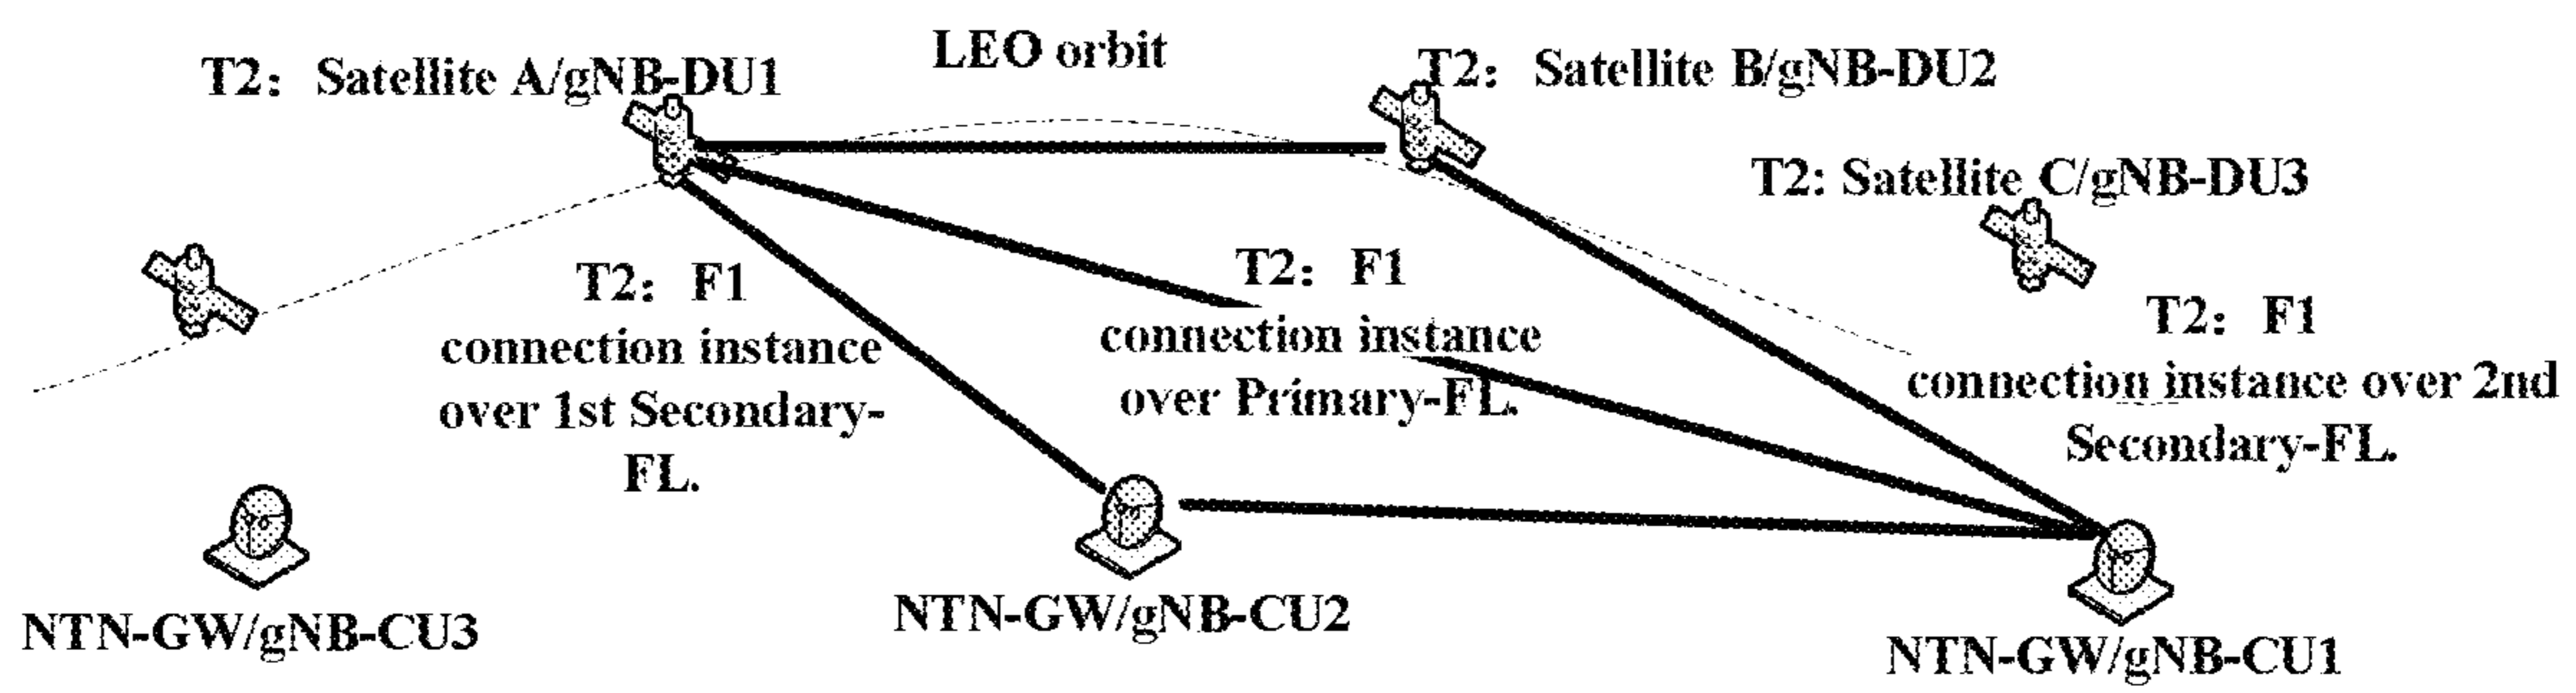 LEO orbit
T2: Satellite A/gNB-DU1
T2: Satellite B/gNB-DU2
T2: Satellite C/gNB-DU3
T2: F1
connection instance
over 1st Secondary-
FL.
T2: F1
connection instance
over Primary-FL.
T2: F1
connection instance over 2nd
Secondary-FL.
NTN-GW/gNB-CU3
NTN-GW/gNB-CU2
NTN-GW/gNB-CU1